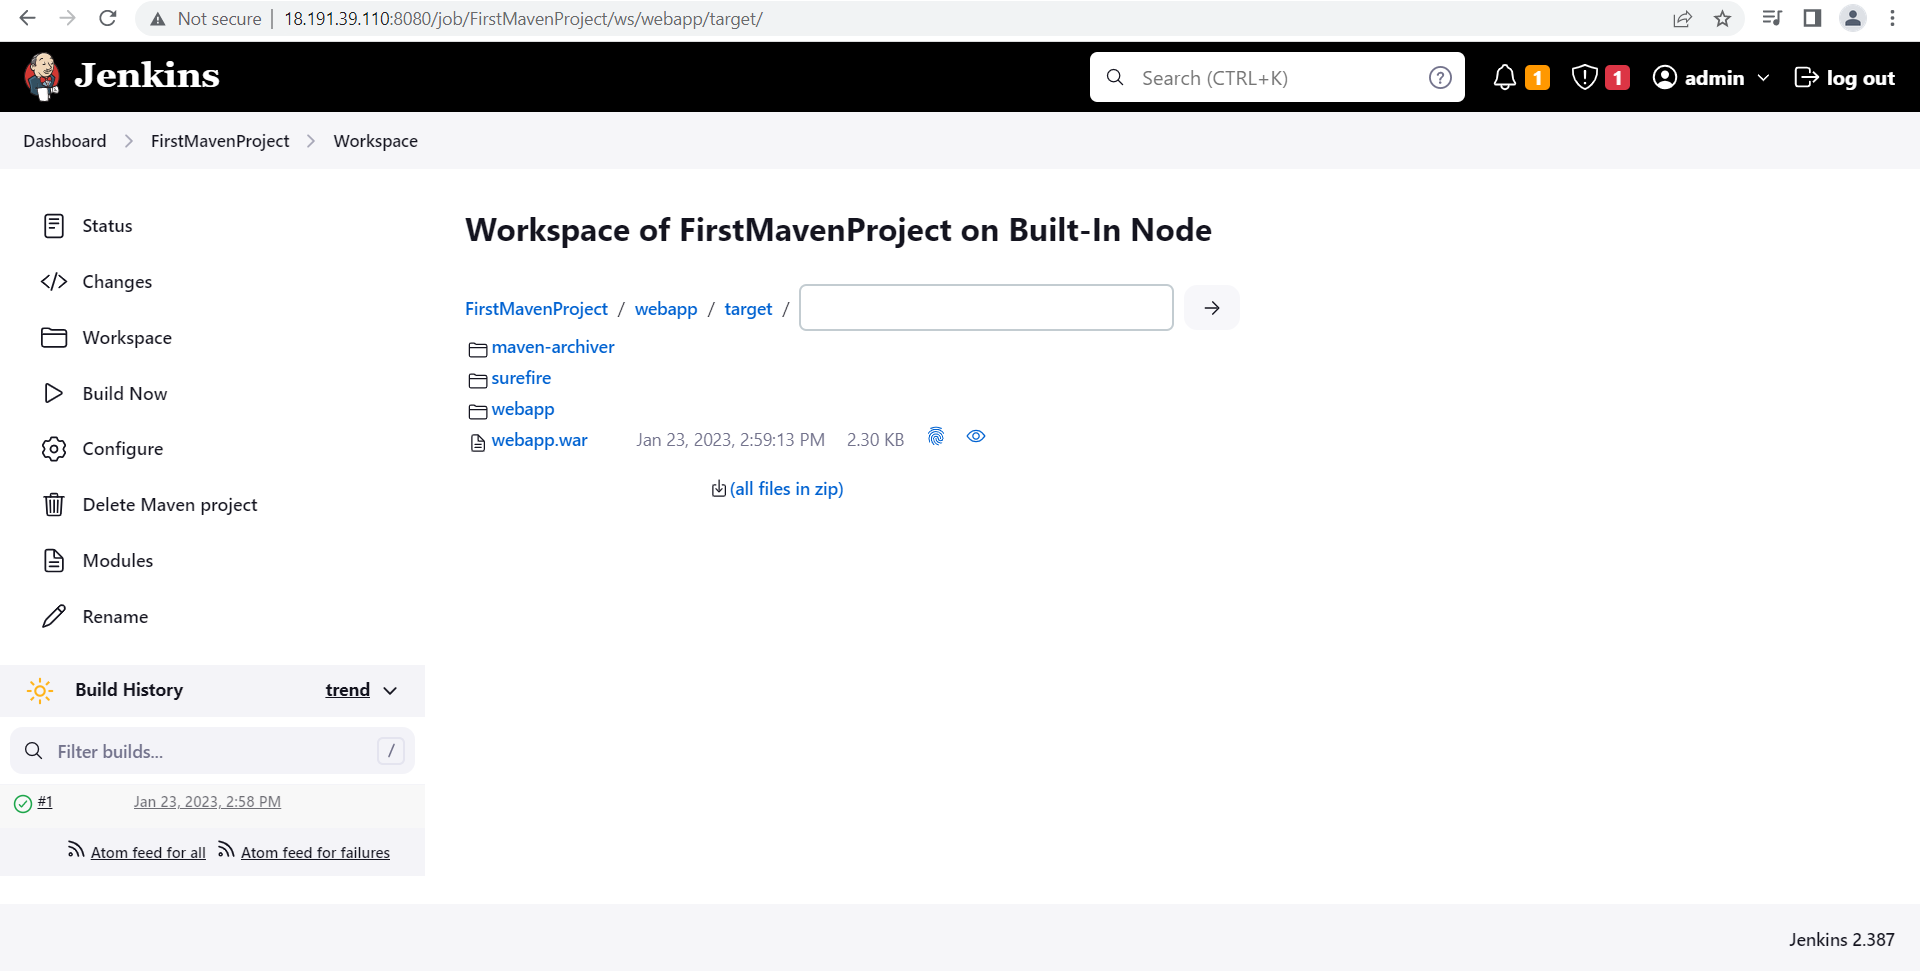 Not secure | 18.191.39.110:8080/job/FirstMavenProject/ws/webapp/target/
Jenkins
Search (CTRL+K)
?
1
1
admin
log out
Dashboard > FirstMavenProject > Workspace
Status
Changes
Workspace
Build Now
Configure
Delete Maven project
Modules
Rename
Build History
trend
Filter builds...
/
#1
Jan 23, 2023, 2:58 PM
Atom feed for all
Atom feed for failures
Workspace of FirstMavenProject on Built-In Node
FirstMavenProject / webapp / target /
maven-archiver
surefire
webapp
webapp.war Jan 23, 2023, 2:59:13 PM 2.30 KB
(all files in zip)
Jenkins 2.387